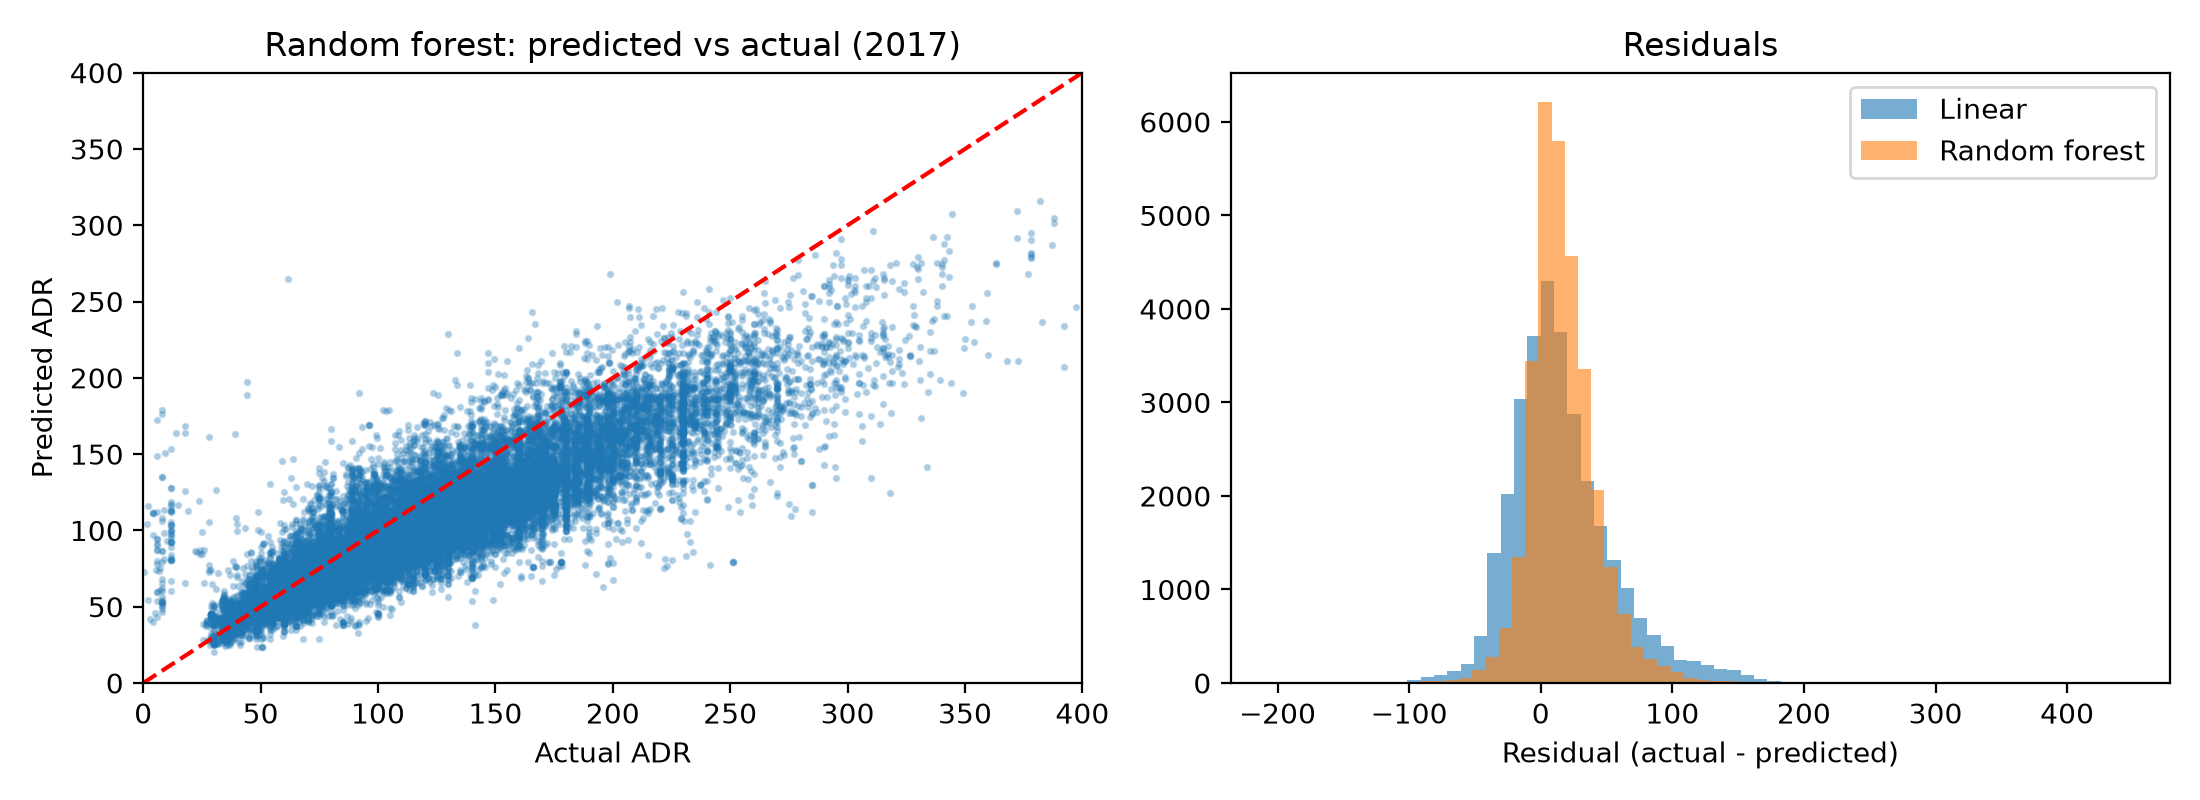 Random forest: predicted vs actual (2017)
400
350
300
250
200
150
100
50
0
Predicted ADR
0 50 100 150 200 250 300 350 400
Actual ADR
Residuals
Linear
Random forest
6000
5000
4000
3000
2000
1000
0
−200 −100 0 100 200 300 400
Residual (actual - predicted)